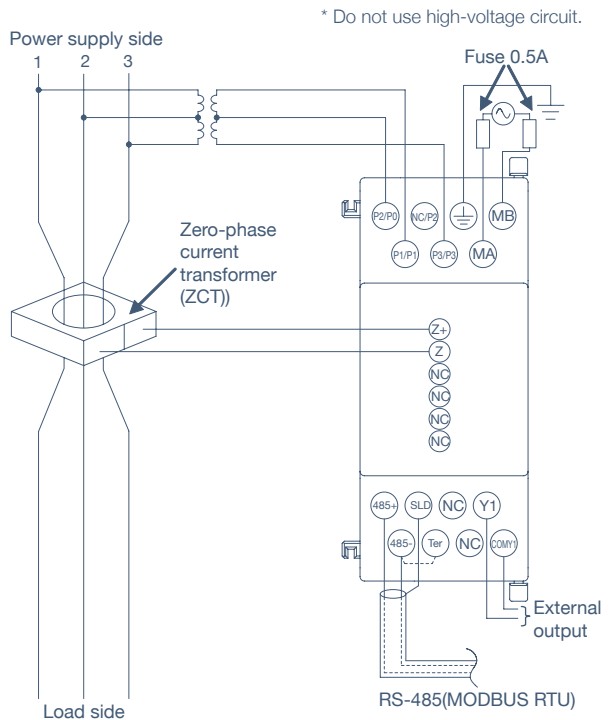 * Do not use high-voltage circuit.
Power supply side
1 2 3
Fuse 0.5A
P2/P0 NC/P2 MB
P1/P1 P3/P3 MA
Zero-phase
current
transformer
(ZCT))
Z+
Z
NC
NC
NC
NC
485+ SLD NC Y1
485- Ter NC COMY1
External
output
RS-485(MODBUS RTU)
Load side